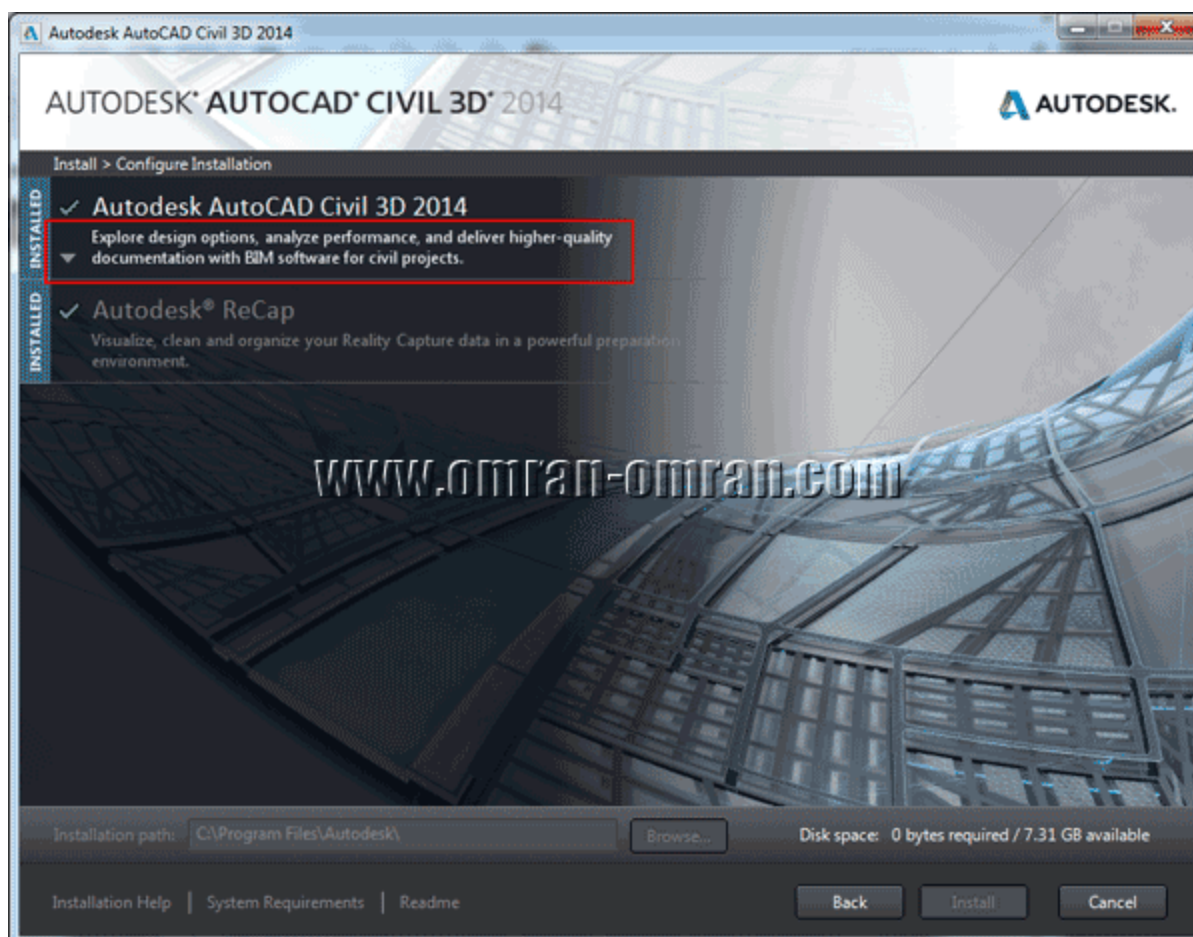 Autodesk AutoCAD Civil 3D 2014
AUTODESK® AUTOCAD® CIVIL 3D® 2014
AUTODESK.
Install > Configure Installation
INSTALLED
Autodesk AutoCAD Civil 3D 2014
Explore design options, analyze performance, and deliver higher-quality
documentation with BIM software for civil projects.
INSTALLED
Autodesk® ReCap
Visualize, clean and organize your Reality Capture data in a powerful preparation
environment.
www.omran-omran.com
Installation path: C:\Program Files\Autodesk\ Browse... Disk space: 0 bytes required / 7.31 GB available
Installation Help | System Requirements | Readme Back Install Cancel